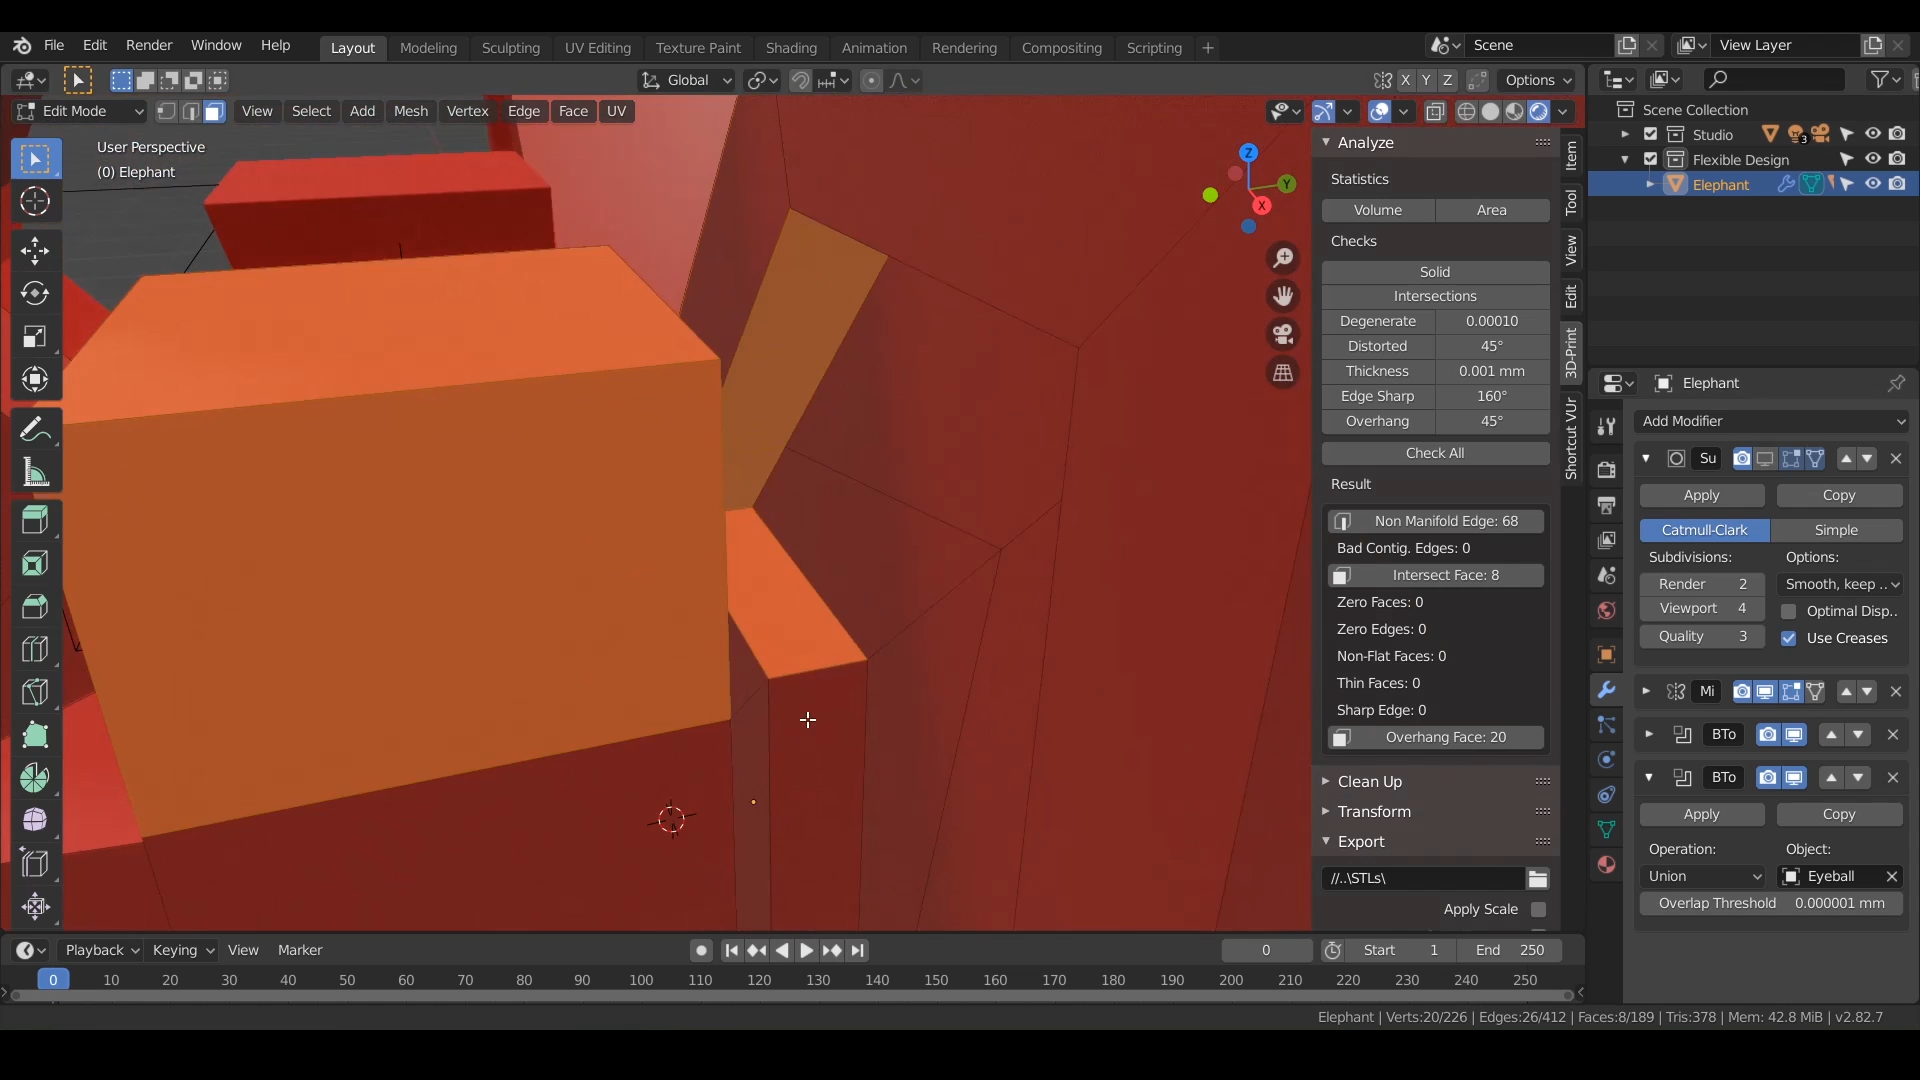 File Edit Render Window Help Layout Modeling Sculpting UV Editing Texture Paint Shading Animation Rendering Compositing Scripting + Scene View Layer
Global X Y Z Options
Edit Mode View Select Add Mesh Vertex Edge Face UV
User Perspective
(0) Elephant
Z
Y
X
Analyze
Statistics
Volume Area
Checks
Solid
Intersections
Degenerate 0.00010
Distorted 45°
Thickness 0.001 mm
Edge Sharp 160°
Overhang 45°
Check All
Result
Non Manifold Edge: 68
Bad Contig. Edges: 0
Intersect Face: 8
Zero Faces: 0
Zero Edges: 0
Non-Flat Faces: 0
Thin Faces: 0
Sharp Edge: 0
Overhang Face: 20
Clean Up
Transform
Export
//..\STLs\
Apply Scale
Item
Tool
View
Edit
3D-Print
Shortcut VUr
Scene Collection
Studio 3
Flexible Design
Elephant
Elephant
Add Modifier
Su
Apply Copy
Catmull-Clark Simple
Subdivisions: Options:
Render 2 Smooth, keep ..
Viewport 4 Optimal Disp..
Quality 3 Use Creases
Mi
BTo
BTo
Apply Copy
Operation: Object:
Union Eyeball
Overlap Threshold 0.000001 mm
Playback Keying View Marker 0 Start 1 End 250
0 10 20 30 40 50 60 70 80 90 100 110 120 130 140 150 160 170 180 190 200 210 220 230 240 250
Elephant | Verts:20/226 | Edges:26/412 | Faces:8/189 | Tris:378 | Mem: 42.8 MiB | v2.82.7